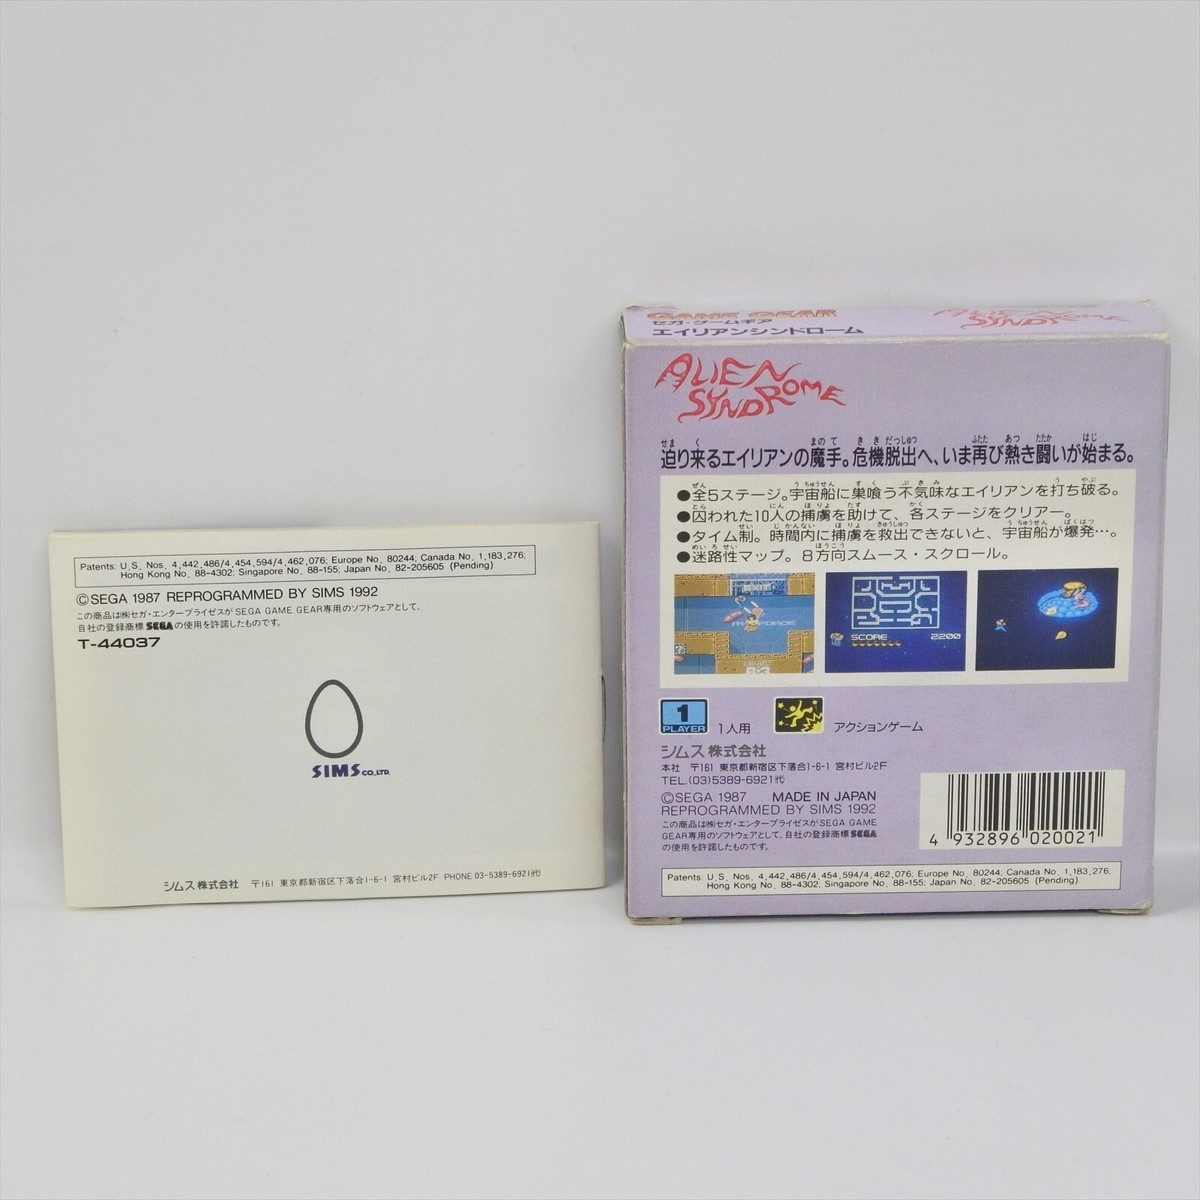 Patents: U.S. Nos. 4,442,486/4,454,594/4,462,076; Europe No. 80244; Canada No. 1,183,276;
Hong Kong No. 88-4302; Singapore No. 88-155; Japan No. 82-205605 (Pending)
©SEGA 1987 REPROGRAMMED BY SIMS 1992
この商品は㈱セガ・エンタープライゼスがSEGA GAME GEAR専用のソフトウェアとして、
自社の登録商標SEGAの使用を許諾したものです。
T-44037
SIMS CO.,LTD.
シムス株式会社 〒161 東京都新宿区下落合1-6-1 宮村ビル2F PHONE 03-5389-6921㈹
GAME GEAR
セガ・ゲームギア
エイリアンシンドローム
ALIEN
SYNDROME
ALIEN
SYNDROME
迫り来るエイリアンの魔手。危機脱出へ、いま再び熱き闘いが始まる。
●全5ステージ。宇宙船に巣喰う不気味なエイリアンを打ち破る。
●囚われた10人の捕虜を助けて、各ステージをクリアー。
●タイム制。時間内に捕虜を救出できないと、宇宙船が爆発…。
●迷路性マップ。8方向スムース・スクロール。
SCORE 2200
1
PLAYER
1人用
アクションゲーム
シムス株式会社
本社 〒161 東京都新宿区下落合1-6-1 宮村ビル2F
TEL.(03)5389-6921㈹
©SEGA 1987 MADE IN JAPAN
REPROGRAMMED BY SIMS 1992
この商品は㈱セガ・エンタープライゼスがSEGA GAME
GEAR専用のソフトウェアとして、自社の登録商標SEGA
の使用を許諾したものです。
4 932896 020021
Patents: U.S. Nos. 4,442,486/4,454,594/4,462,076; Europe No. 80244; Canada No. 1,183,276;
Hong Kong No. 88-4302; Singapore No. 88-155; Japan No. 82-205605 (Pending)